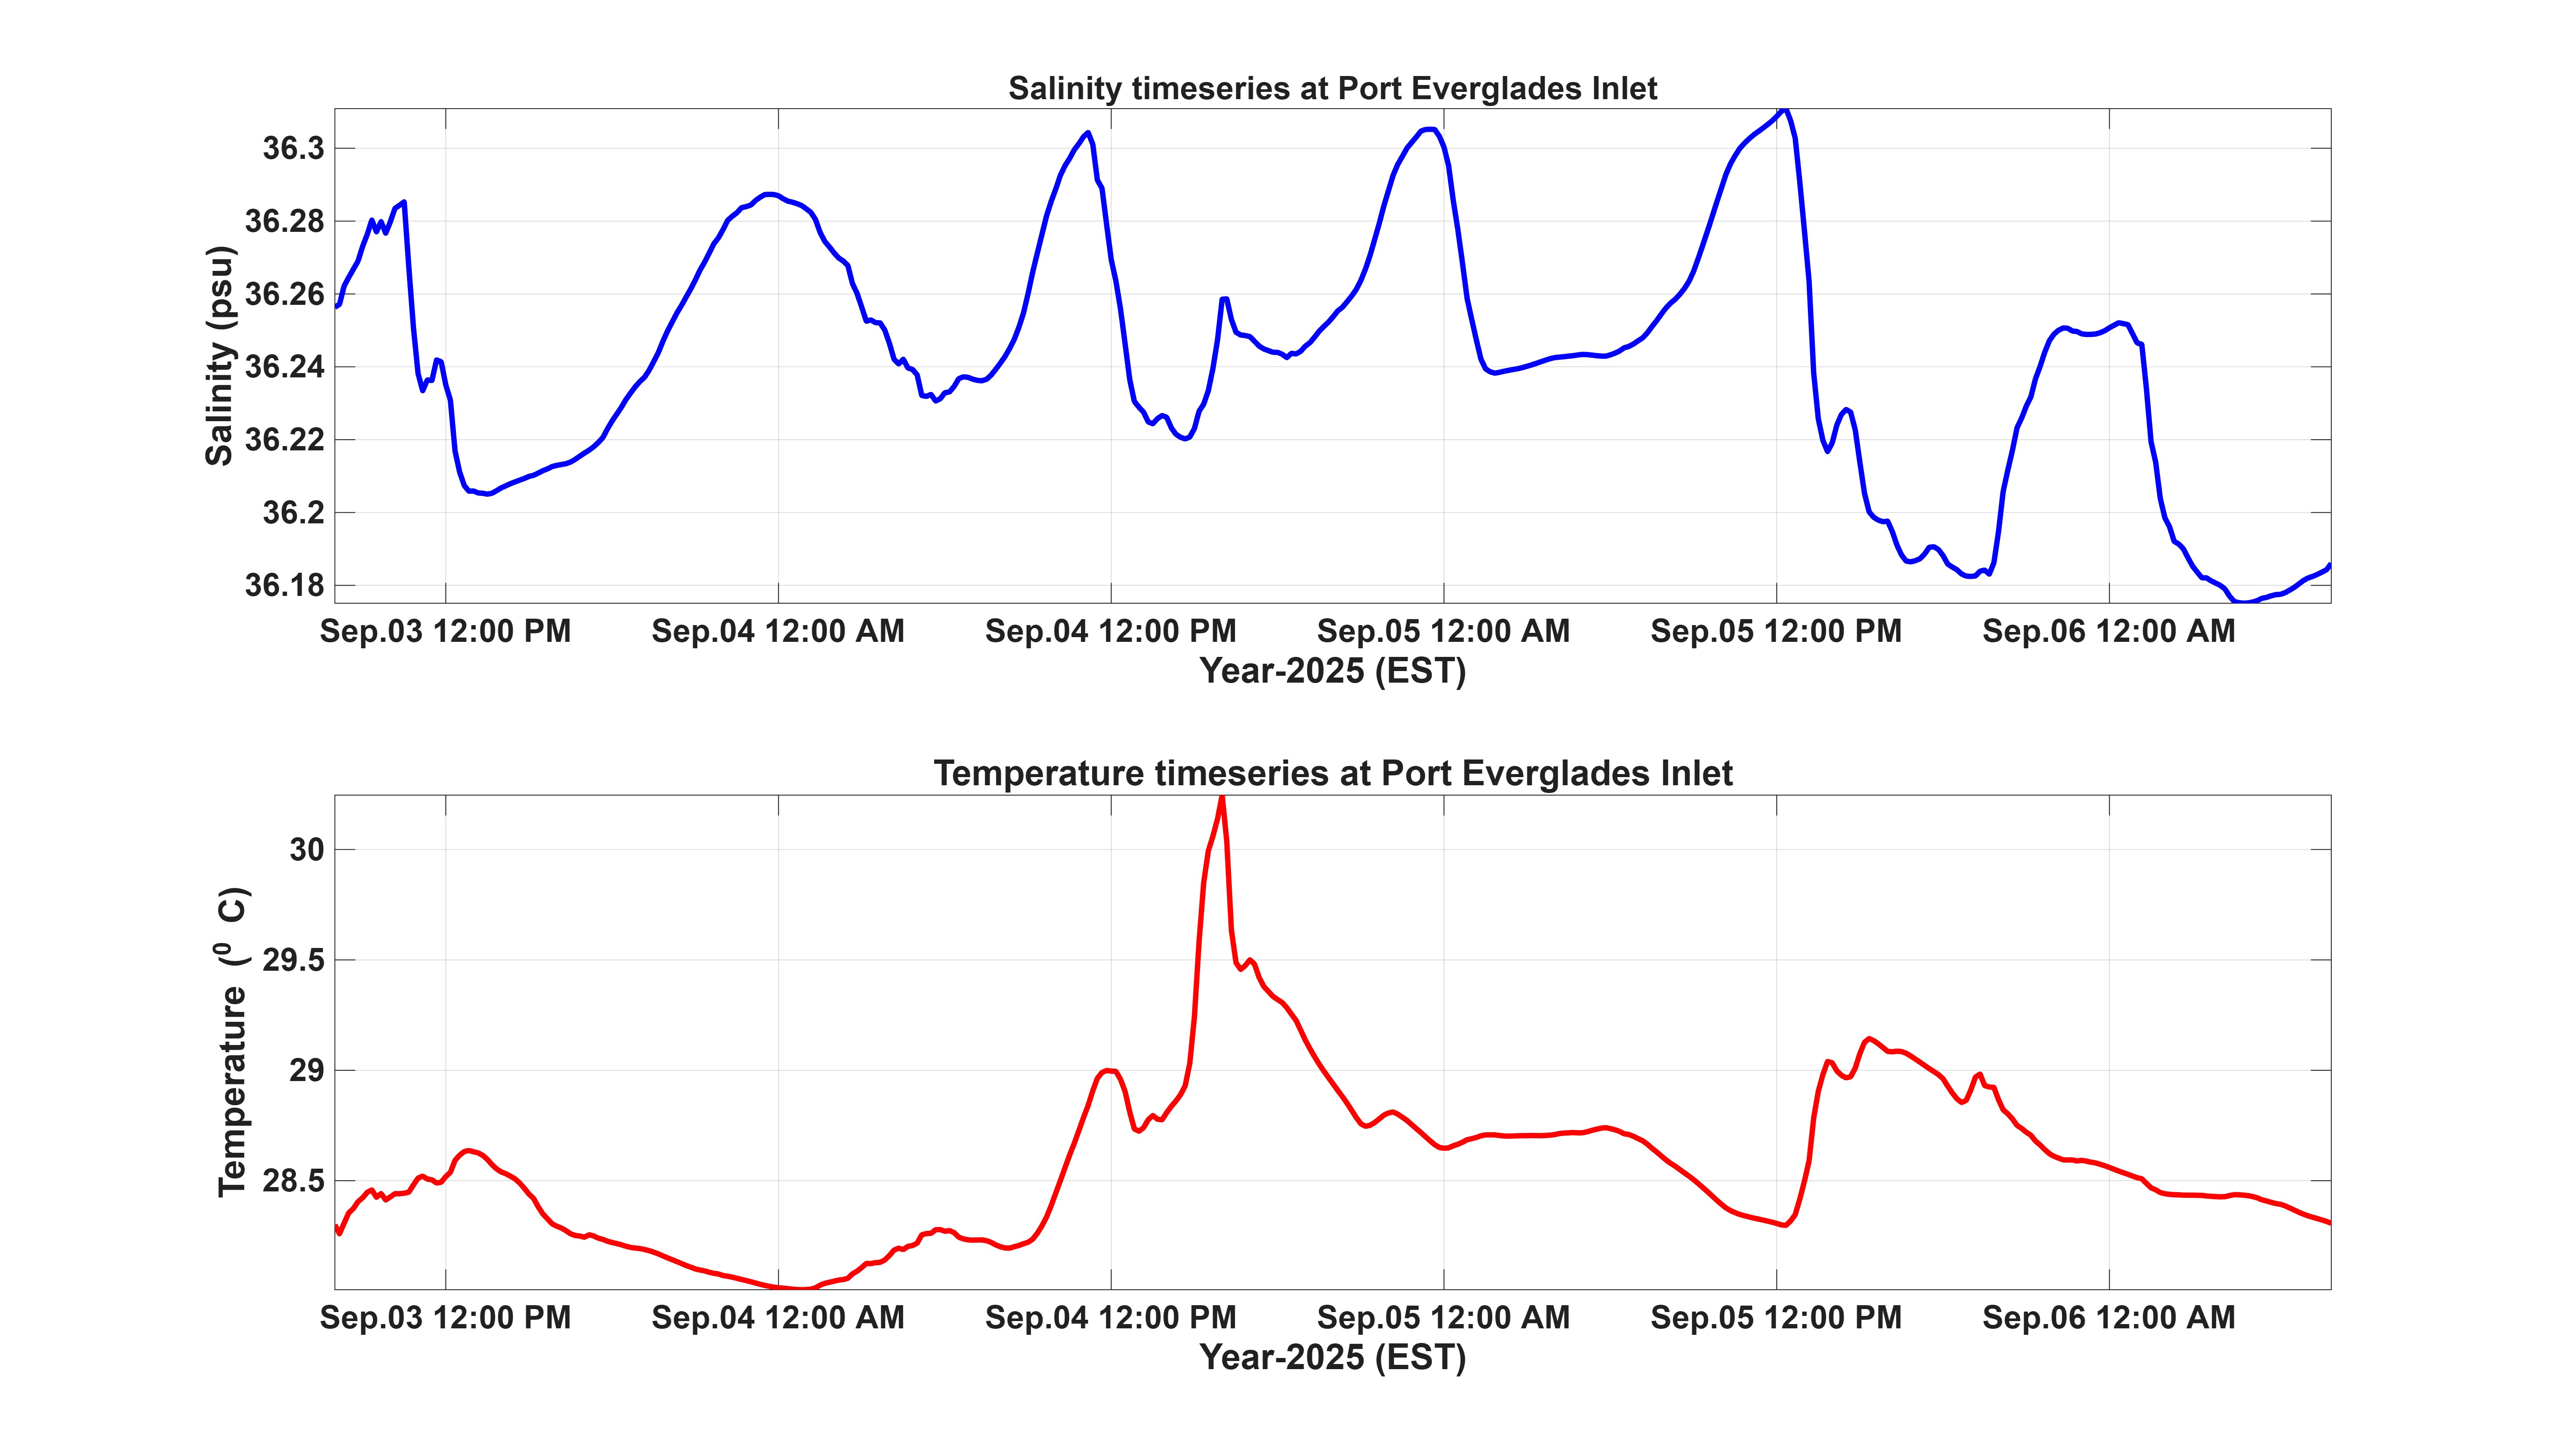 Salinity timeseries at Port Everglades Inlet
Salinity (psu)
36.3
36.28
36.26
36.24
36.22
36.2
36.18
Sep.03 12:00 PM Sep.04 12:00 AM Sep.04 12:00 PM Sep.05 12:00 AM Sep.05 12:00 PM Sep.06 12:00 AM
Year-2025 (EST)
Temperature timeseries at Port Everglades Inlet
Temperature (⁰ C)
30
29.5
29
28.5
Sep.03 12:00 PM Sep.04 12:00 AM Sep.04 12:00 PM Sep.05 12:00 AM Sep.05 12:00 PM Sep.06 12:00 AM
Year-2025 (EST)